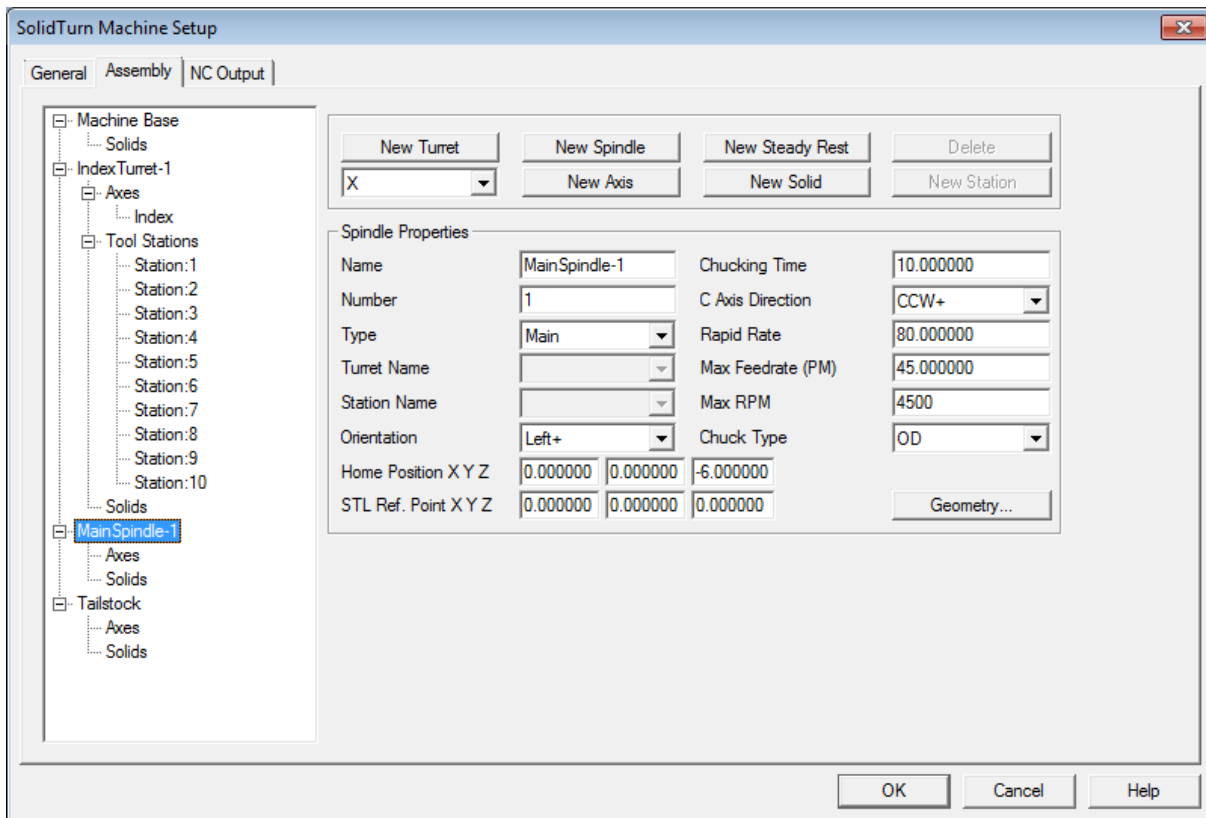 SolidTurn Machine Setup
General Assembly NC Output
Machine Base
Solids
IndexTurret-1
Axes
Index
Tool Stations
Station:1
Station:2
Station:3
Station:4
Station:5
Station:6
Station:7
Station:8
Station:9
Station:10
Solids
MainSpindle-1
Axes
Solids
Tailstock
Axes
Solids
New Turret New Spindle New Steady Rest Delete
X New Axis New Solid New Station
Spindle Properties
Name MainSpindle-1 Chucking Time 10.000000
Number 1 C Axis Direction CCW+
Type Main Rapid Rate 80.000000
Turret Name Max Feedrate (PM) 45.000000
Station Name Max RPM 4500
Orientation Left+ Chuck Type OD
Home Position X Y Z 0.000000 0.000000 -6.000000
STL Ref. Point X Y Z 0.000000 0.000000 0.000000 Geometry...
OK Cancel Help